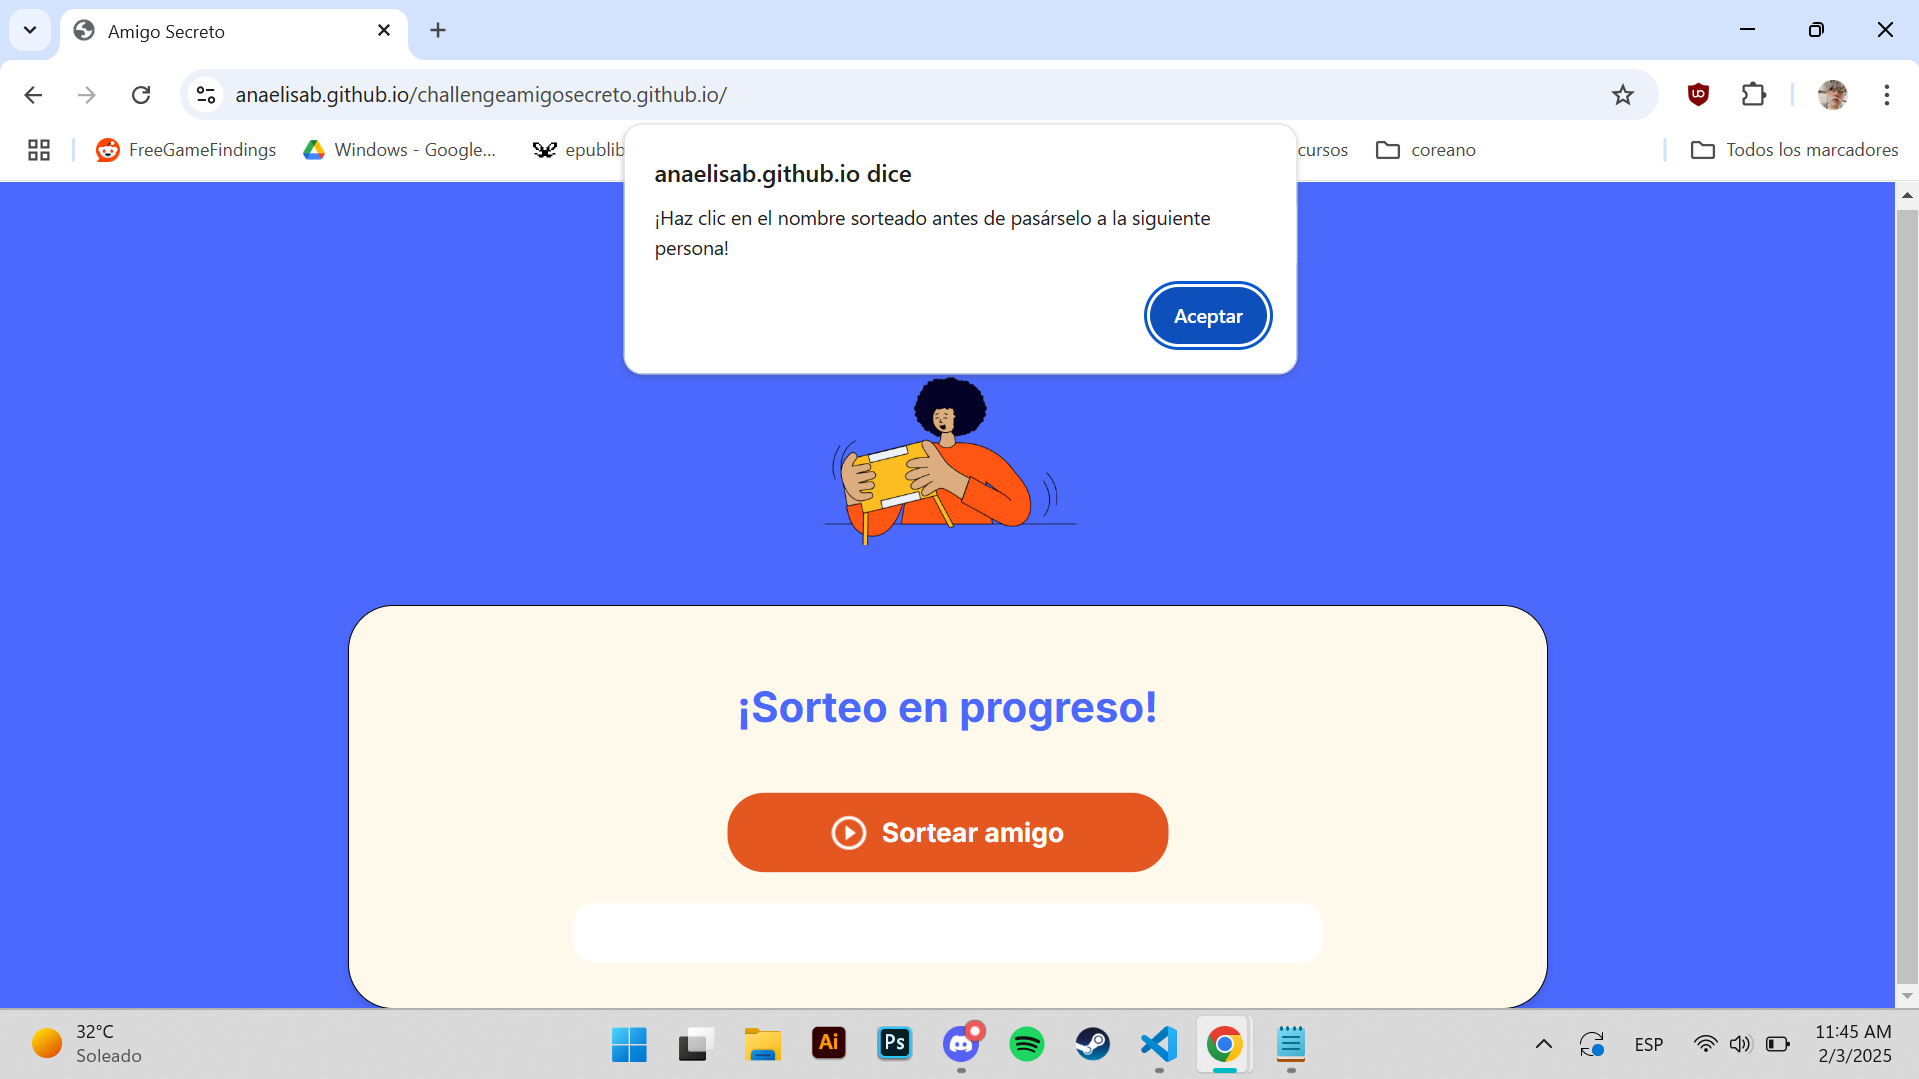 Amigo Secreto
anaelisab.github.io/challengeamigosecreto.github.io/
FreeGameFindings
Windows - Google...
epublib
cursos
coreano
Todos los marcadores
anaelisab.github.io dice
¡Haz clic en el nombre sorteado antes de pasárselo a la siguiente
persona!
Aceptar
¡Sorteo en progreso!
Sortear amigo
32°C
Soleado
Ai
Ps
ESP
11:45 AM
2/3/2025